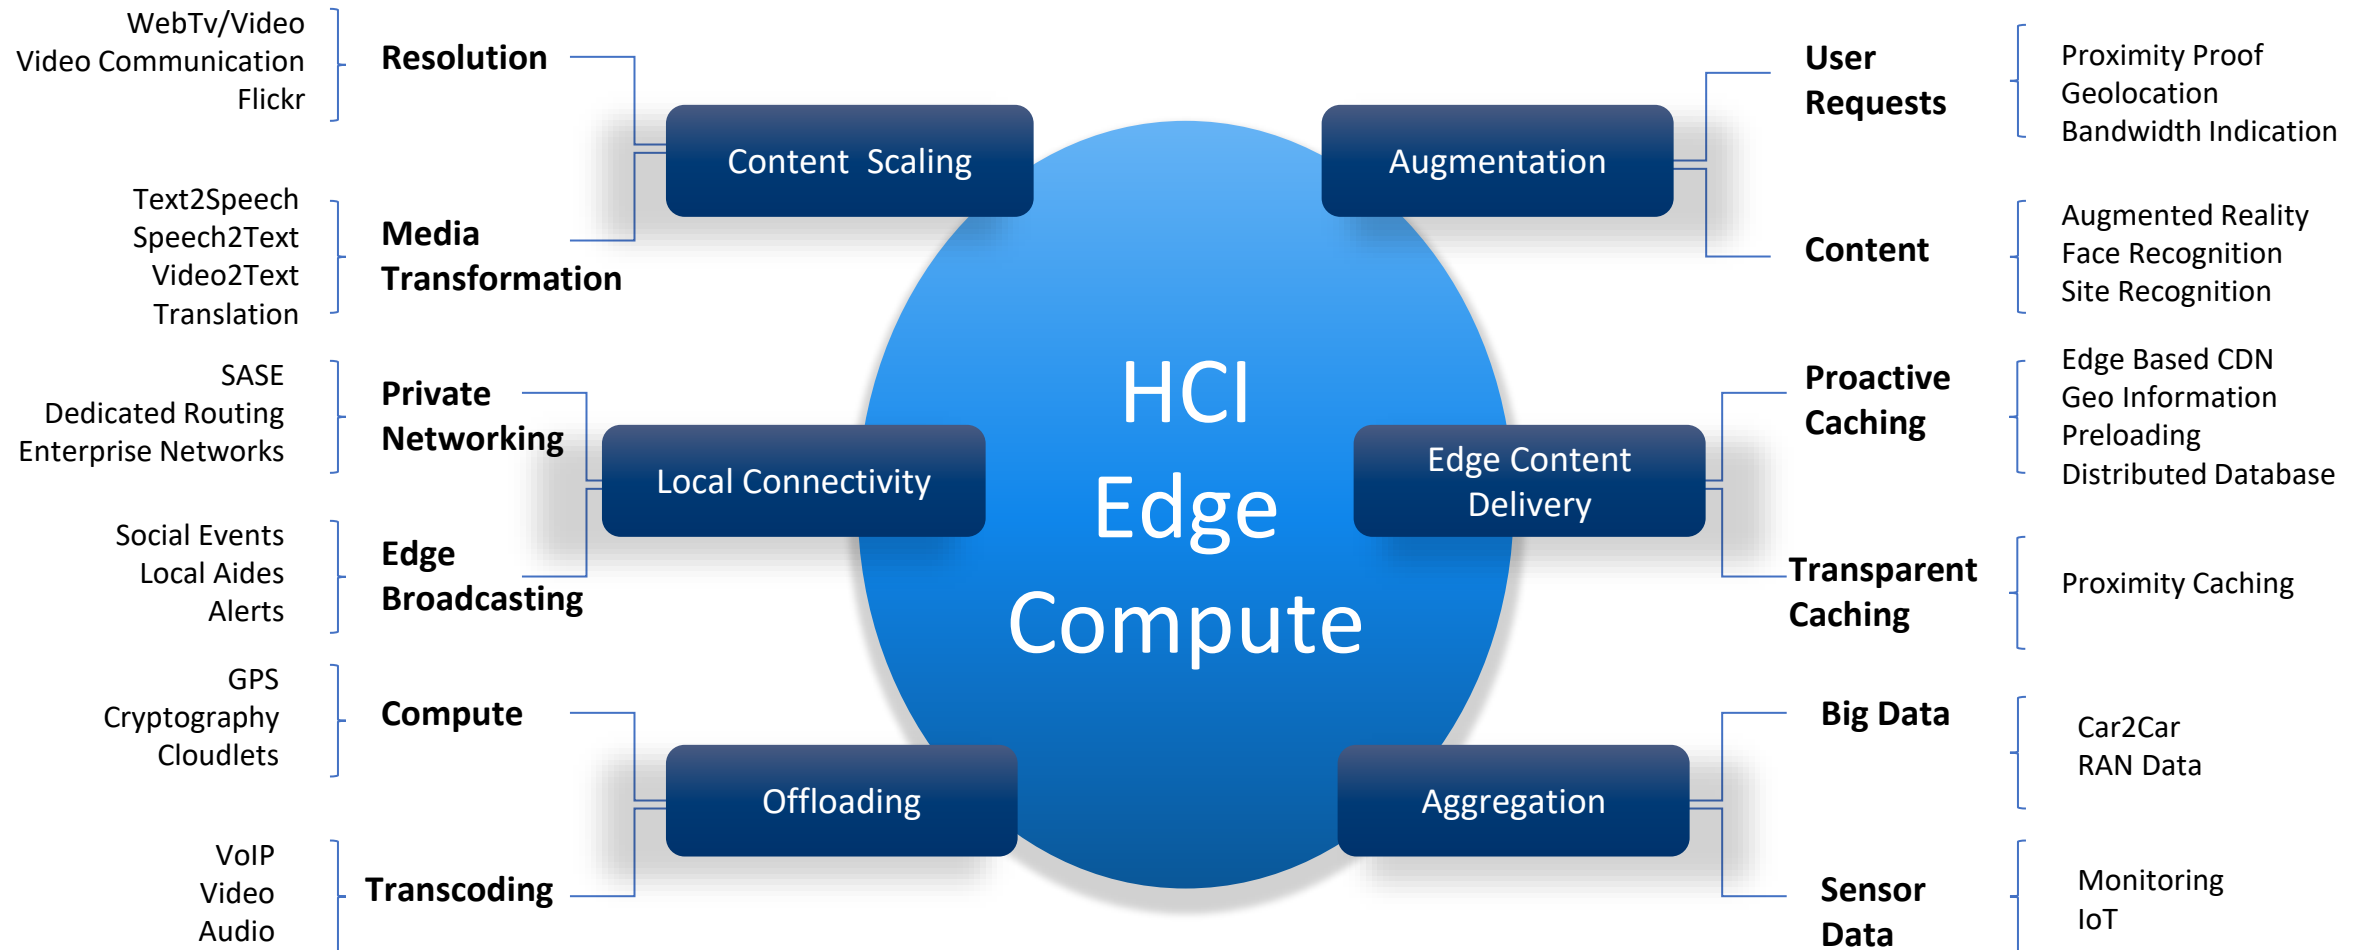 WebTv/Video
Video Communication
Flickr
Resolution
Content Scaling
Text2Speech
Speech2Text
Video2Text
Translation
Media
Transformation
SASE
Dedicated Routing
Enterprise Networks
Private
Networking
Local Connectivity
Social Events
Local Aides
Alerts
Edge
Broadcasting
GPS
Cryptography
Cloudlets
Compute
Offloading
VoIP
Video
Audio
Transcoding
HCI
Edge
Compute
Augmentation
User
Requests
Proximity Proof
Geolocation
Bandwidth Indication
Content
Augmented Reality
Face Recognition
Site Recognition
Edge Content
Delivery
Proactive
Caching
Edge Based CDN
Geo Information
Preloading
Distributed Database
Transparent
Caching
Proximity Caching
Aggregation
Big Data
Car2Car
RAN Data
Sensor
Data
Monitoring
IoT